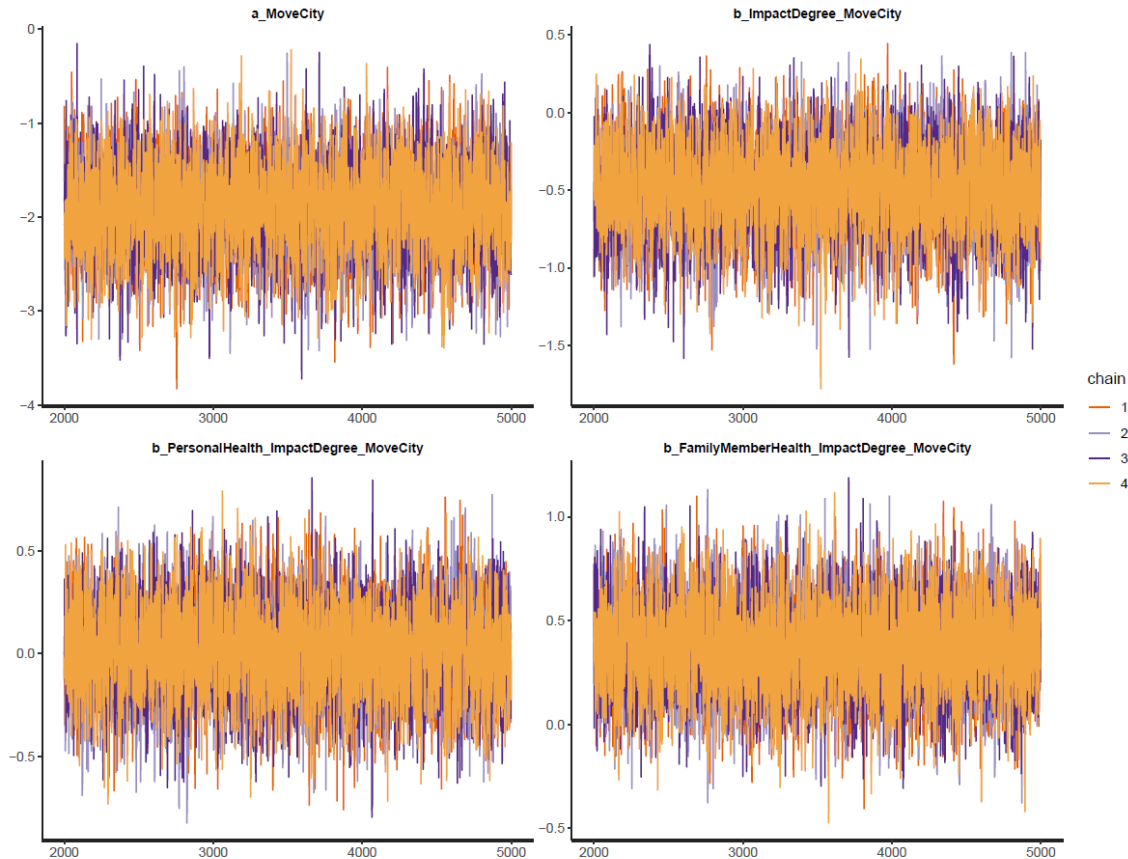 a_MoveCity
0
−1
−2
−3
−4
2000 3000 4000 5000
b_ImpactDegree_MoveCity
0.5
0.0
−0.5
−1.0
−1.5
2000 3000 4000 5000
b_PersonalHealth_ImpactDegree_MoveCity
0.5
0.0
−0.5
2000 3000 4000 5000
b_FamilyMemberHealth_ImpactDegree_MoveCity
1.0
0.5
0.0
−0.5
2000 3000 4000 5000
chain
1
2
3
4